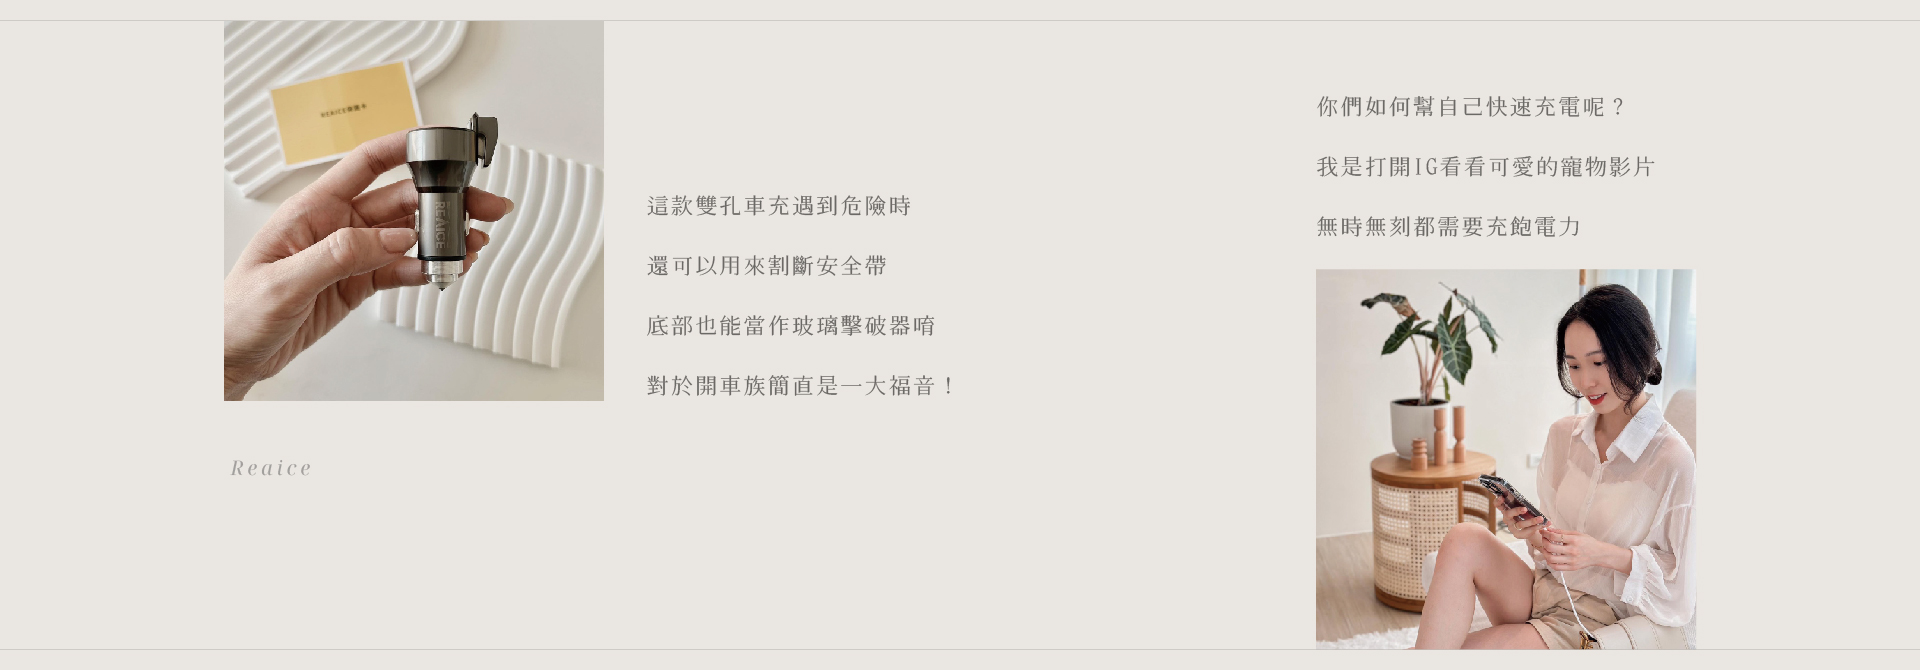 REAICE
這款雙孔車充遇到危險時
還可以用來割斷安全帶
底部也能當作玻璃擊破器唷
對於開車族簡直是一大福音！
Reaice
你們如何幫自己快速充電呢？
我是打開IG看看可愛的寵物影片
無時無刻都需要充飽電力